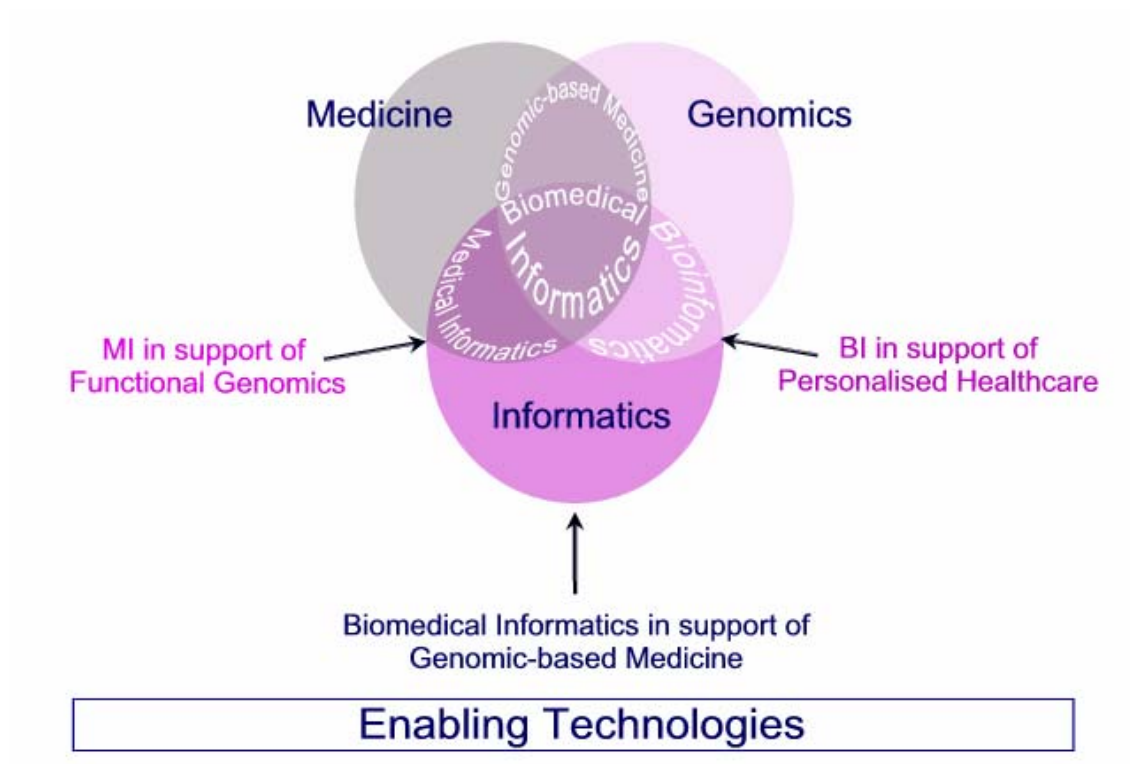 Medicine
Genomics
Genomic-based Medicine
Biomedical
Informatics
Medical Informatics
Bioinformatics
MI in support of
Functional Genomics
BI in support of
Personalised Healthcare
Informatics
Biomedical Informatics in support of
Genomic-based Medicine
Enabling Technologies